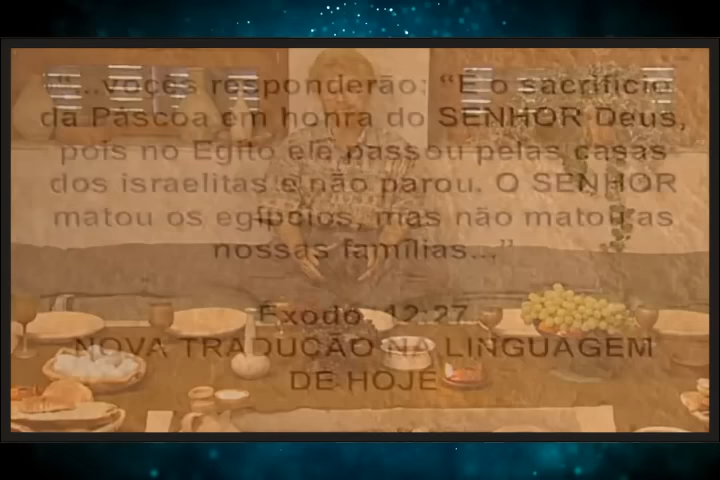 “...vocês responderão: “É o sacrifício
da Páscoa em honra do SENHOR Deus,
pois no Egito ele passou pelas casas
dos israelitas e não parou. O SENHOR
matou os egípcios, mas não matou as
nossas famílias...”
Êxodo, 12:27
NOVA TRADUÇÃO NA LINGUAGEM
DE HOJE